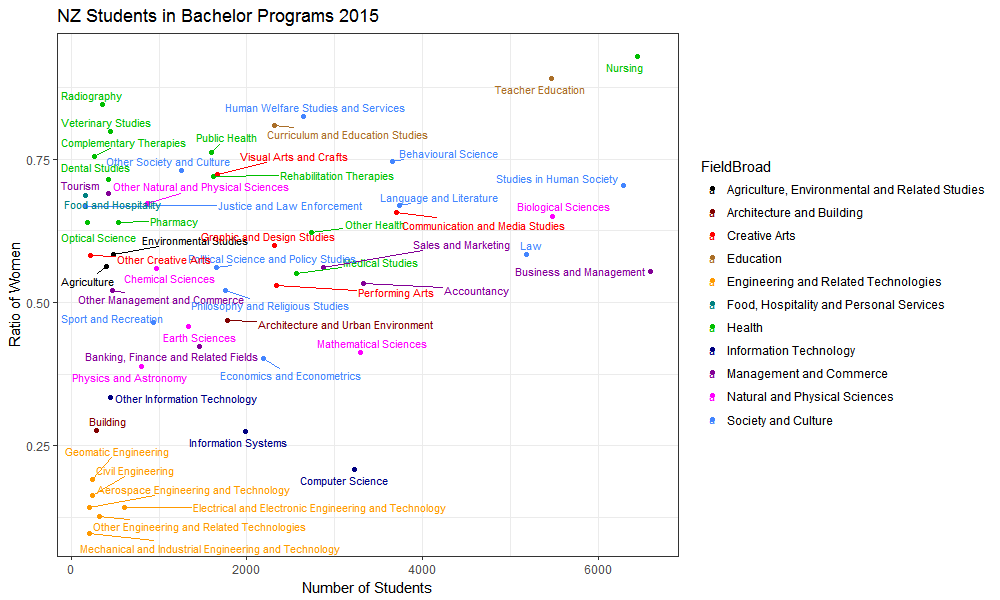 NZ Students in Bachelor Programs 2015
Ratio of Women
0.75
0.50
0.25
Nursing
Teacher Education
Radiography
Human Welfare Studies and Services
Veterinary Studies
Curriculum and Education Studies
Public Health
Complementary Therapies
Visual Arts and Crafts
Behavioural Science
Other Society and Culture
Dental Studies
Rehabilitation Therapies
Studies in Human Society
Tourism
Other Natural and Physical Sciences
Language and Literature
Food and Hospitality
Justice and Law Enforcement
Biological Sciences
Pharmacy
Other Health
Communication and Media Studies
Optical Science
Environmental Studies
Graphic and Design Studies
Sales and Marketing
Law
Other Creative Arts
Political Science and Policy Studies
Medical Studies
Business and Management
Agriculture
Chemical Sciences
Performing Arts
Accountancy
Other Management and Commerce
Philosophy and Religious Studies
Sport and Recreation
Architecture and Urban Environment
Earth Sciences
Mathematical Sciences
Banking, Finance and Related Fields
Physics and Astronomy
Economics and Econometrics
Other Information Technology
Building
Information Systems
Geomatic Engineering
Civil Engineering
Computer Science
Aerospace Engineering and Technology
Electrical and Electronic Engineering and Technology
Other Engineering and Related Technologies
Mechanical and Industrial Engineering and Technology
0 2000 4000 6000
Number of Students
FieldBroad
Agriculture, Environmental and Related Studies
Architecture and Building
Creative Arts
Education
Engineering and Related Technologies
Food, Hospitality and Personal Services
Health
Information Technology
Management and Commerce
Natural and Physical Sciences
Society and Culture